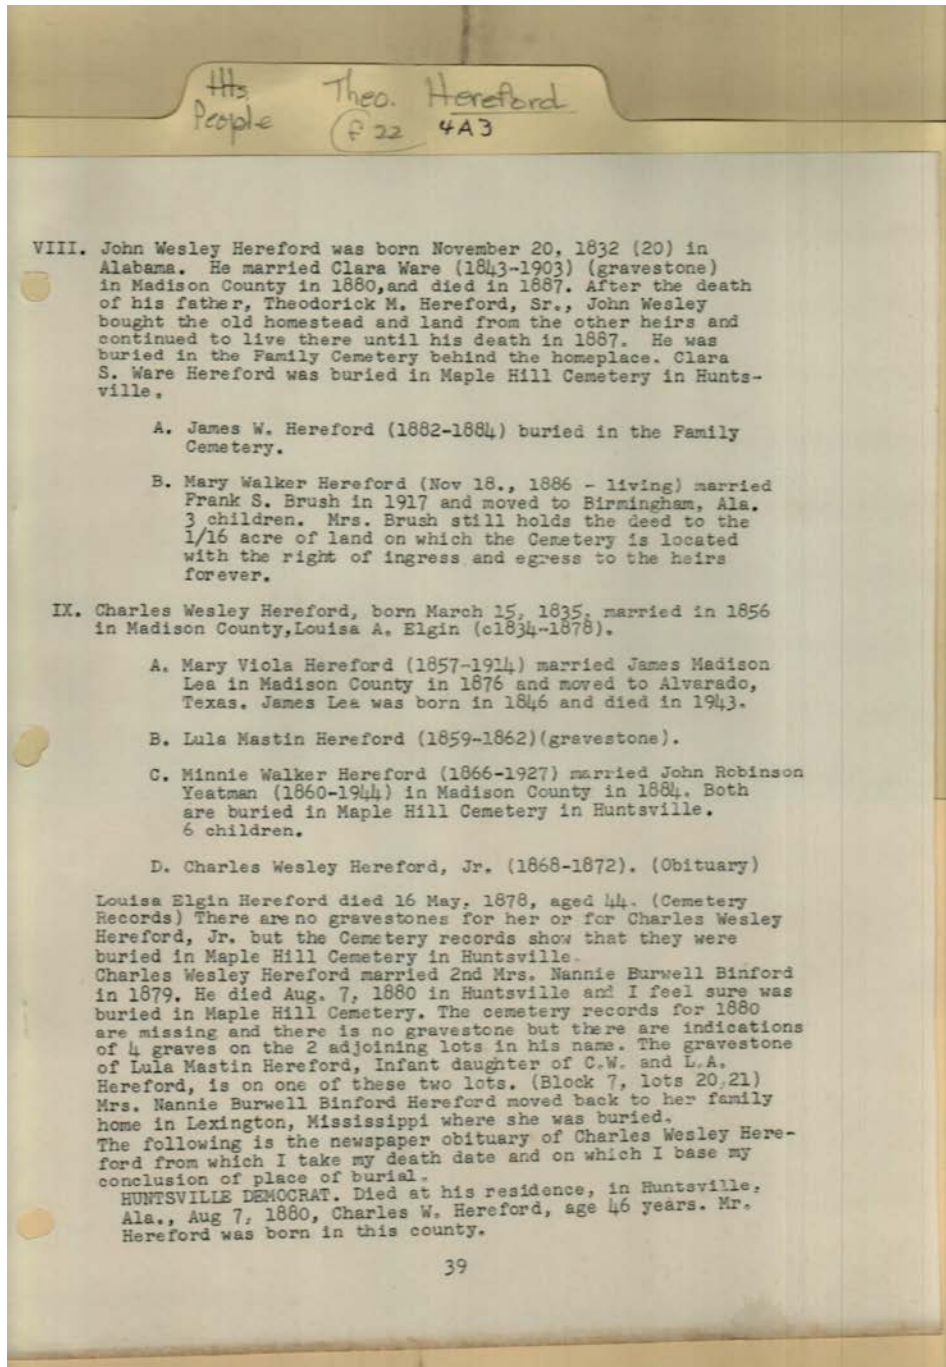 HHs Theo. Hereford
People f 22 4A3
VIII. John Wesley Hereford was born November 20, 1832 (20) in
Alabama. He married Clara Ware (1843-1903) (gravestone)
in Madison County in 1880,and died in 1887. After the death
of his father, Theodorick M. Hereford, Sr., John Wesley
bought the old homestead and land from the other heirs and
continued to live there until his death in 1887. He was
buried in the Family Cemetery behind the homeplace. Clara
S. Ware Hereford was buried in Maple Hill Cemetery in Hunts-
ville.
A. James W. Hereford (1882-1884) buried in the Family
Cemetery.
B. Mary Walker Hereford (Nov 18., 1886 - living) married
Frank S. Brush in 1917 and moved to Birmingham, Ala.
3 children. Mrs. Brush still holds the deed to the
1/16 acre of land on which the Cemetery is located
with the right of ingress and egress to the heirs
forever.
IX. Charles Wesley Hereford, born March 15, 1835, married in 1856
in Madison County,Louisa A. Elgin (c1834-1878).
A. Mary Viola Hereford (1857-1914) married James Madison
Lea in Madison County in 1876 and moved to Alvarado,
Texas. James Lea was born in 1846 and died in 1943.
B. Lula Mastin Hereford (1859-1862)(gravestone).
C. Minnie Walker Hereford (1866-1927) married John Robinson
Yeatman (1860-1944) in Madison County in 1884. Both
are buried in Maple Hill Cemetery in Huntsville.
6 children.
D. Charles Wesley Hereford, Jr. (1868-1872). (Obituary)
Louisa Elgin Hereford died 16 May, 1878, aged 44. (Cemetery
Records) There are no gravestones for her or for Charles Wesley
Hereford, Jr. but the Cemetery records show that they were
buried in Maple Hill Cemetery in Huntsville.
Charles Wesley Hereford married 2nd Mrs. Nannie Burwell Binford
in 1879. He died Aug. 7, 1880 in Huntsville and I feel sure was
buried in Maple Hill Cemetery. The cemetery records for 1880
are missing and there is no gravestone but there are indications
of 4 graves on the 2 adjoining lots in his name. The gravestone
of Lula Mastin Hereford, Infant daughter of C.W. and L.A.
Hereford, is on one of these two lots. (Block 7, lots 20,21)
Mrs. Nannie Burwell Binford Hereford moved back to her family
home in Lexington, Mississippi where she was buried.
The following is the newspaper obituary of Charles Wesley Here-
ford from which I take my death date and on which I base my
conclusion of place of burial.
HUNTSVILLE DEMOCRAT. Died at his residence, in Huntsville,
Ala., Aug 7, 1880, Charles W. Hereford, age 46 years. Mr.
Hereford was born in this county.
39